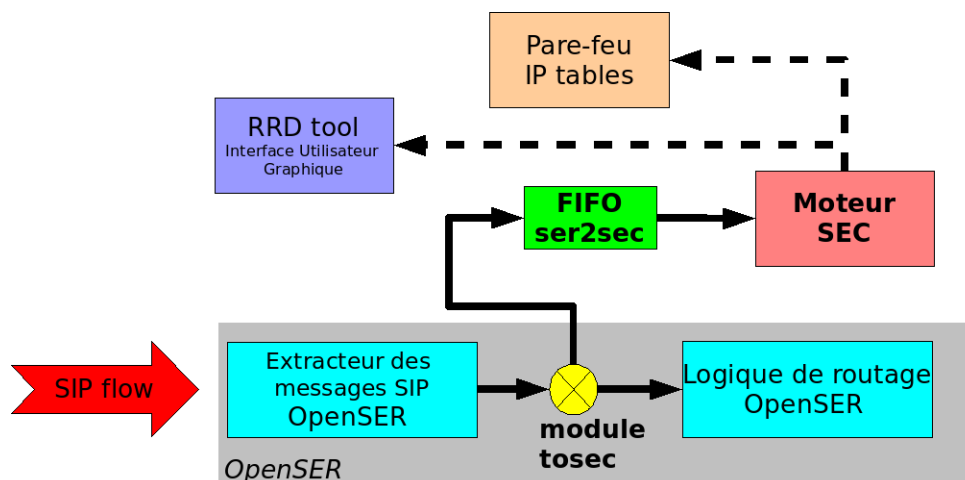 Pare-feu
IP tables
RRD tool
Interface Utilisateur
Graphique
FIFO
ser2sec
Moteur
SEC
SIP flow
Extracteur des
messages SIP
OpenSER
module
tosec
Logique de routage
OpenSER
OpenSER